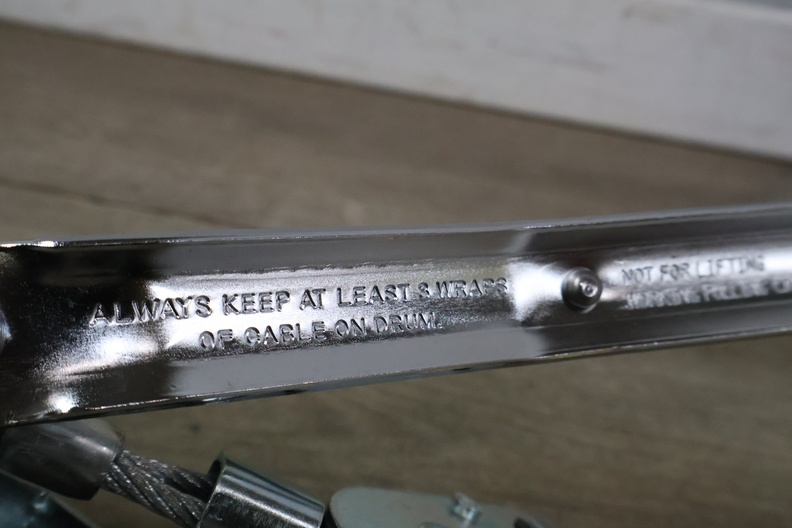 ALWAYS KEEP AT LEAST 3 WRAPS
OF CABLE ON DRUM.
NOT FOR LIFTING